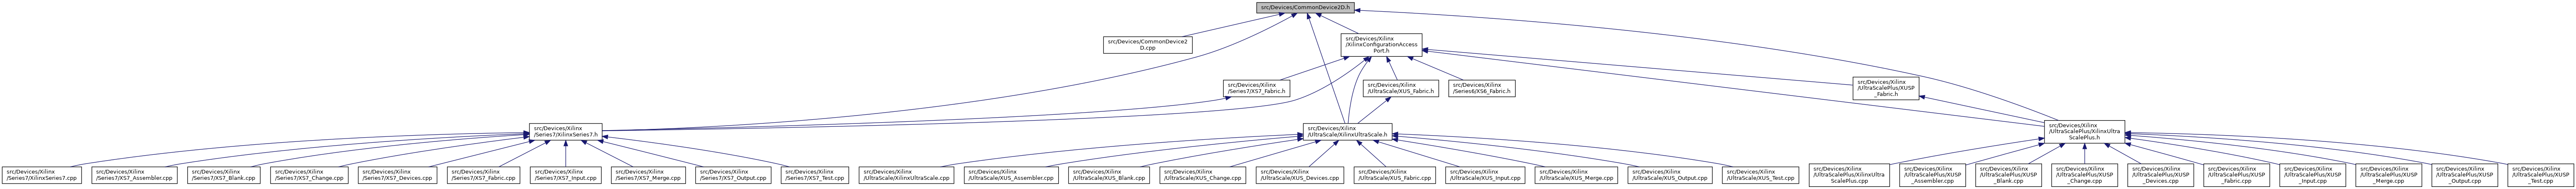 src/Devices/CommonDevice2D.h
src/Devices/CommonDevice2
D.cpp
src/Devices/Xilinx
/XilinxConfigurationAccess
Port.h
src/Devices/Xilinx
/Series7/XS7_Fabric.h
src/Devices/Xilinx
/UltraScale/XUS_Fabric.h
src/Devices/Xilinx
/Series6/XS6_Fabric.h
src/Devices/Xilinx
/UltraScalePlus/XUSP
_Fabric.h
src/Devices/Xilinx
/Series7/XilinxSeries7.h
src/Devices/Xilinx
/UltraScale/XilinxUltraScale.h
src/Devices/Xilinx
/UltraScalePlus/XilinxUltra
ScalePlus.h
src/Devices/Xilinx
/Series7/XilinxSeries7.cpp
src/Devices/Xilinx
/Series7/XS7_Assembler.cpp
src/Devices/Xilinx
/Series7/XS7_Blank.cpp
src/Devices/Xilinx
/Series7/XS7_Change.cpp
src/Devices/Xilinx
/Series7/XS7_Devices.cpp
src/Devices/Xilinx
/Series7/XS7_Fabric.cpp
src/Devices/Xilinx
/Series7/XS7_Input.cpp
src/Devices/Xilinx
/Series7/XS7_Merge.cpp
src/Devices/Xilinx
/Series7/XS7_Output.cpp
src/Devices/Xilinx
/Series7/XS7_Test.cpp
src/Devices/Xilinx
/UltraScale/XilinxUltraScale.cpp
src/Devices/Xilinx
/UltraScale/XUS_Assembler.cpp
src/Devices/Xilinx
/UltraScale/XUS_Blank.cpp
src/Devices/Xilinx
/UltraScale/XUS_Change.cpp
src/Devices/Xilinx
/UltraScale/XUS_Devices.cpp
src/Devices/Xilinx
/UltraScale/XUS_Fabric.cpp
src/Devices/Xilinx
/UltraScale/XUS_Input.cpp
src/Devices/Xilinx
/UltraScale/XUS_Merge.cpp
src/Devices/Xilinx
/UltraScale/XUS_Output.cpp
src/Devices/Xilinx
/UltraScale/XUS_Test.cpp
src/Devices/Xilinx
/UltraScalePlus/XilinxUltra
ScalePlus.cpp
src/Devices/Xilinx
/UltraScalePlus/XUSP
_Assembler.cpp
src/Devices/Xilinx
/UltraScalePlus/XUSP
_Blank.cpp
src/Devices/Xilinx
/UltraScalePlus/XUSP
_Change.cpp
src/Devices/Xilinx
/UltraScalePlus/XUSP
_Devices.cpp
src/Devices/Xilinx
/UltraScalePlus/XUSP
_Fabric.cpp
src/Devices/Xilinx
/UltraScalePlus/XUSP
_Input.cpp
src/Devices/Xilinx
/UltraScalePlus/XUSP
_Merge.cpp
src/Devices/Xilinx
/UltraScalePlus/XUSP
_Output.cpp
src/Devices/Xilinx
/UltraScalePlus/XUSP
_Test.cpp